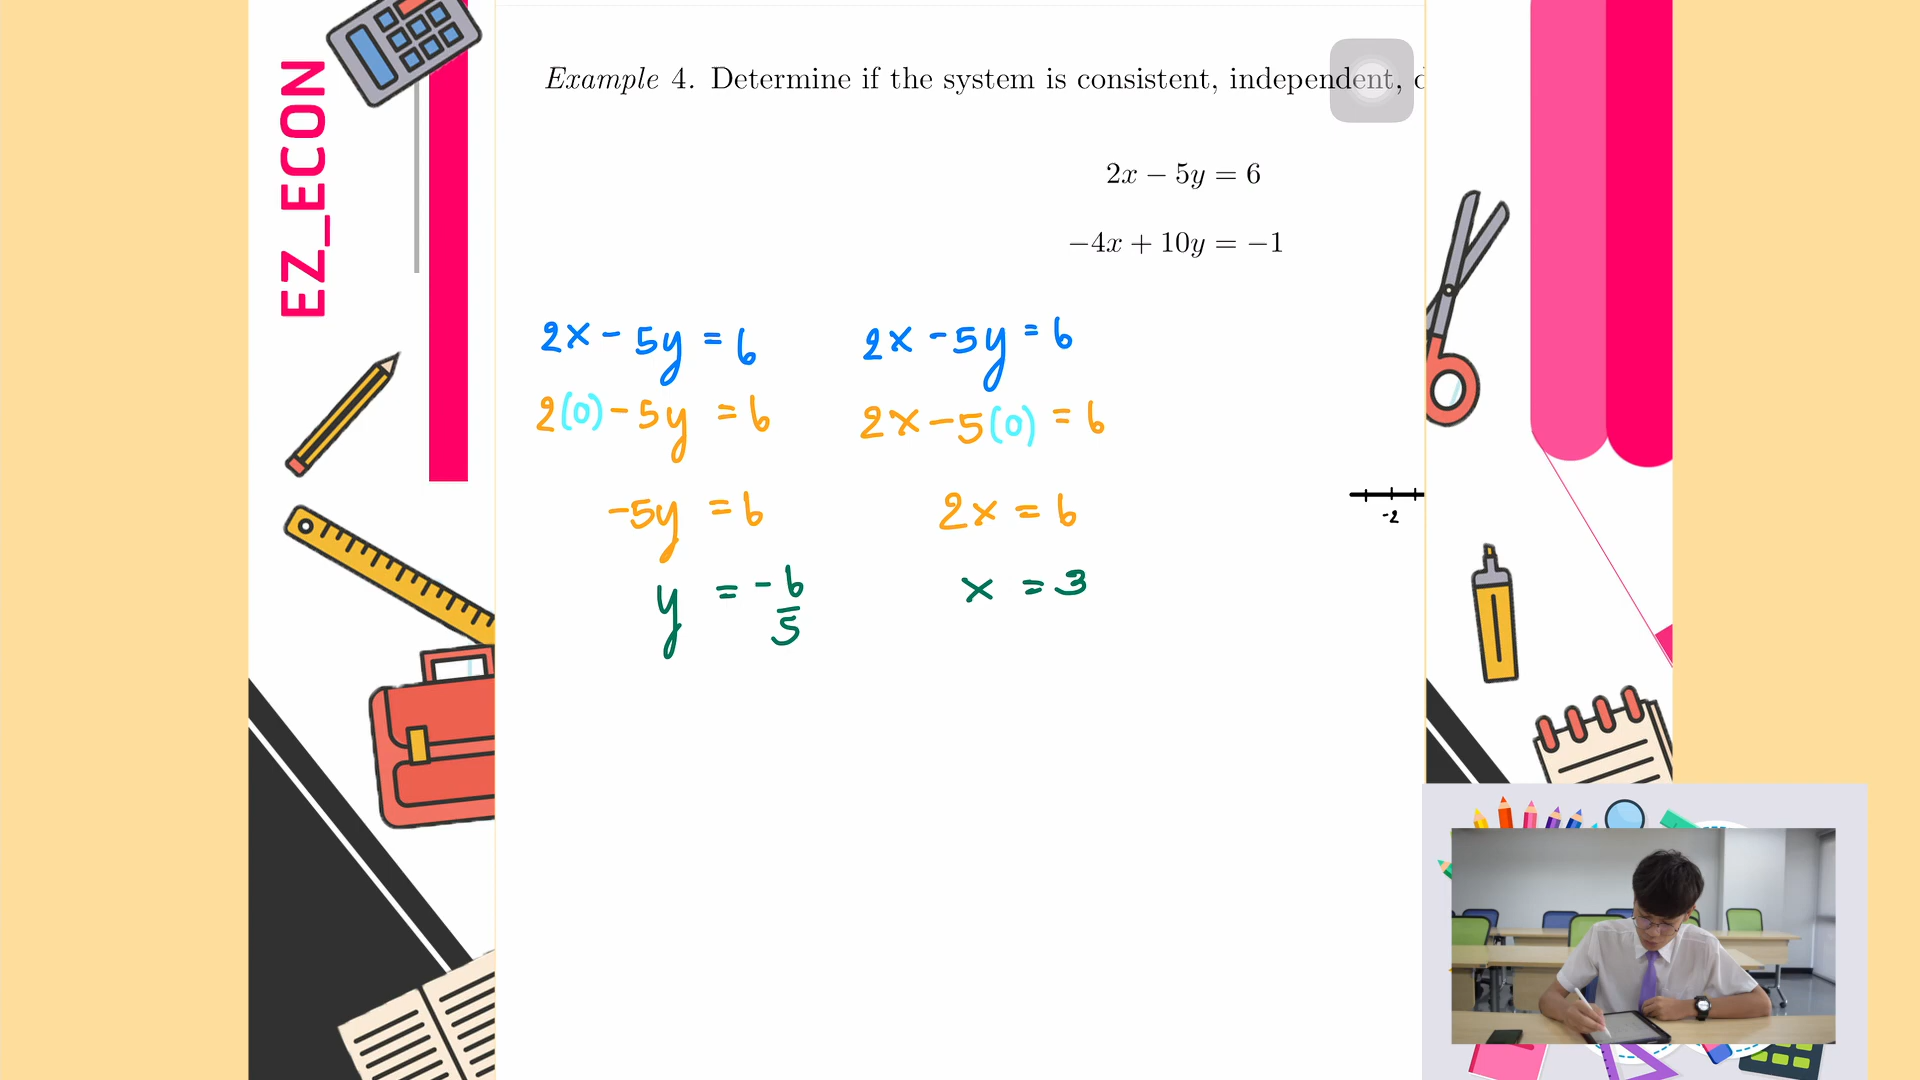 EZ_ECON
Example 4. Determine if the system is consistent, independent, d
2x − 5y = 6
−4x + 10y = −1
2x - 5y = 6
2x - 5y = 6
2(0) - 5y = 6
2x - 5(0) = 6
-5y = 6
2x = 6
y = -6/5
x = 3
-2